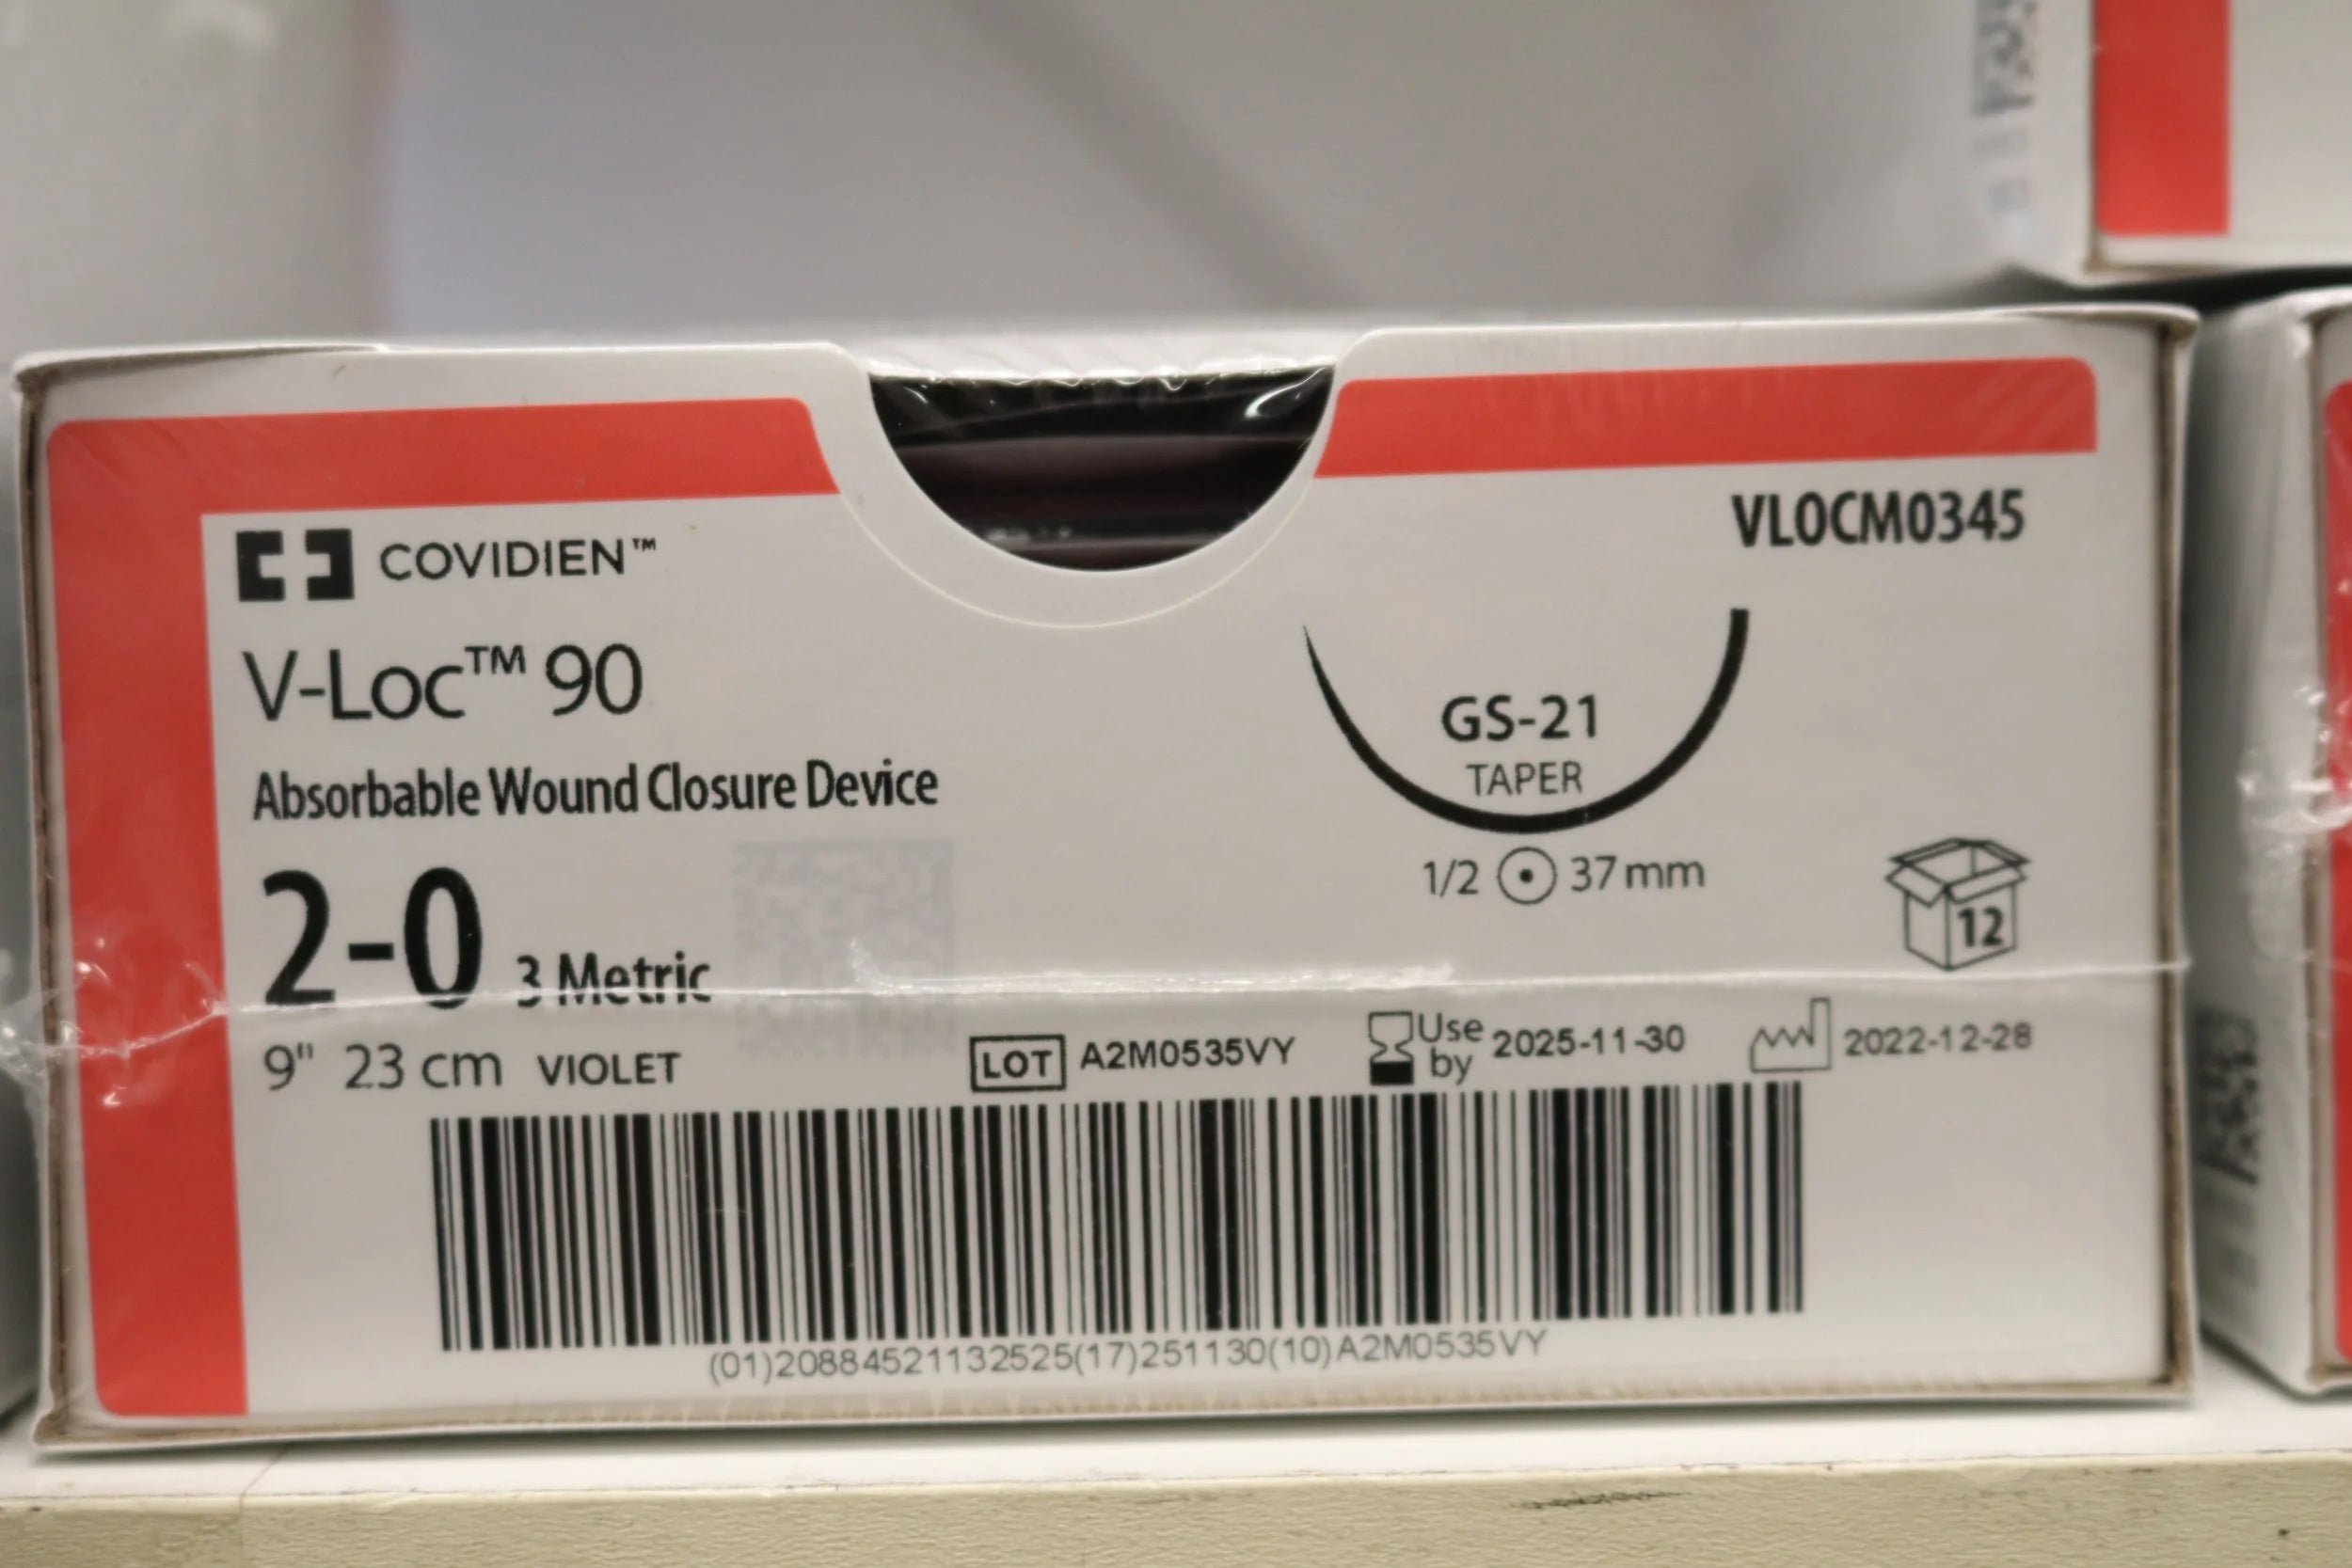 COVIDIEN™
VLOCM0345
V-Loc™ 90
GS-21
TAPER
Absorbable Wound Closure Device
1/2 37 mm
2-0 3 Metric
12
9" 23 cm VIOLET
LOT A2M0535VY
Use by 2025-11-30
2022-12-28
(01)20884521132525(17)251130(10)A2M0535VY